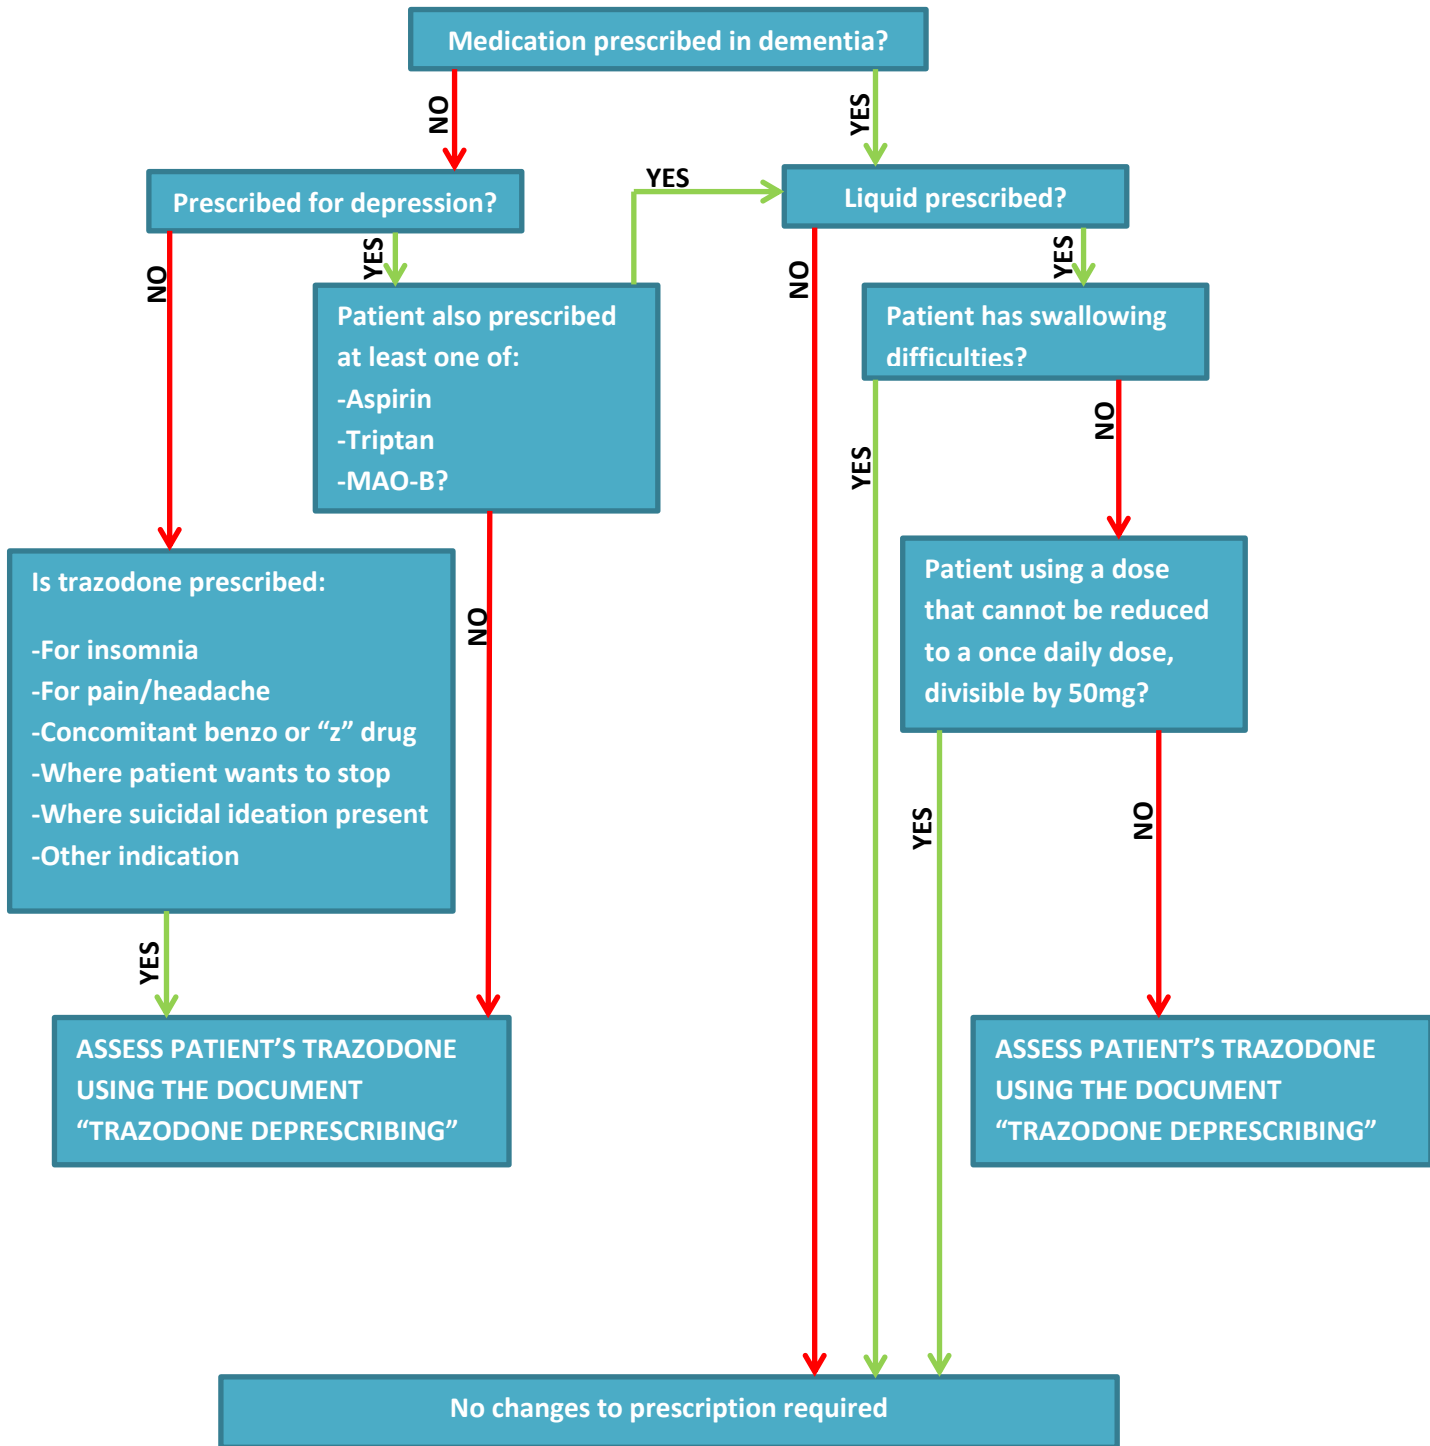 Medication prescribed in dementia?
NO
YES
Prescribed for depression?
YES
Liquid prescribed?
NO
YES
NO
YES
Patient also prescribed
at least one of:
-Aspirin
-Triptan
-MAO-B?
Patient has swallowing
difficulties?
YES
NO
Is trazodone prescribed:
-For insomnia
-For pain/headache
-Concomitant benzo or “z” drug
-Where patient wants to stop
-Where suicidal ideation present
-Other indication
NO
Patient using a dose
that cannot be reduced
to a once daily dose,
divisible by 50mg?
YES
NO
YES
ASSESS PATIENT’S TRAZODONE
USING THE DOCUMENT
“TRAZODONE DEPRESCRIBING”
ASSESS PATIENT’S TRAZODONE
USING THE DOCUMENT
“TRAZODONE DEPRESCRIBING”
No changes to prescription required